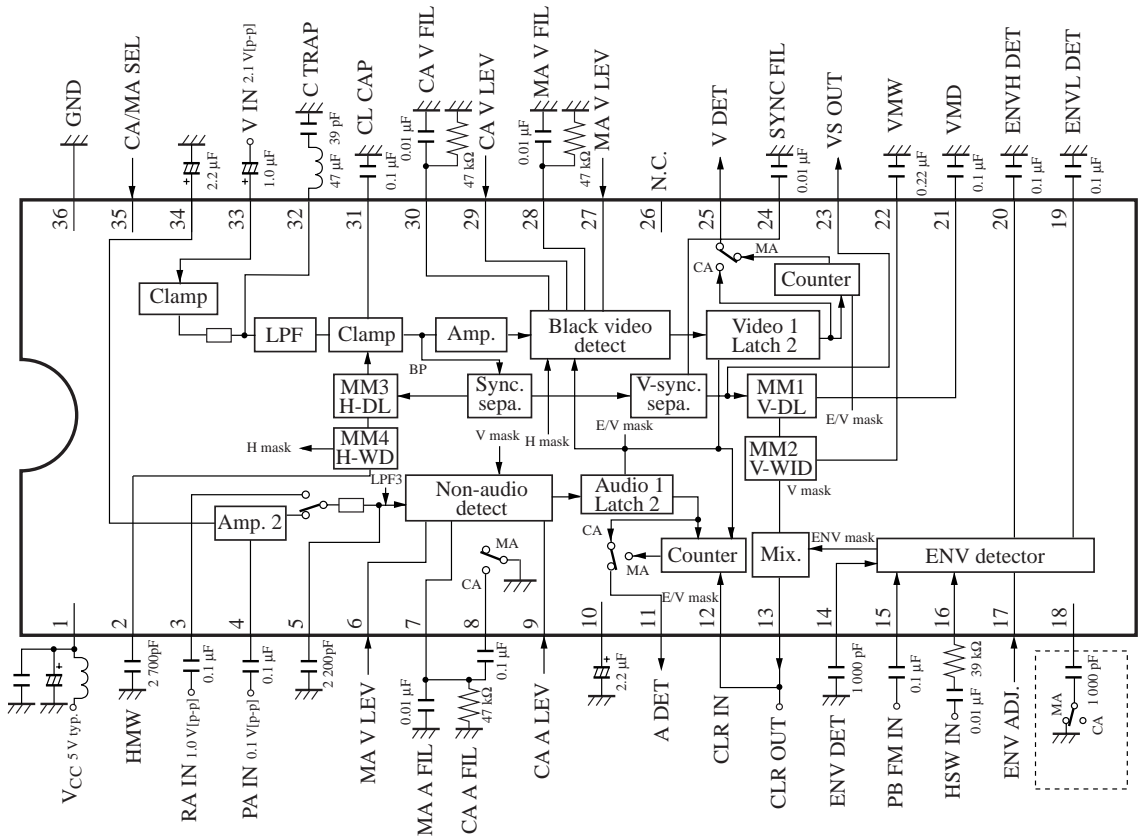 GND
CA/MA SEL
2.2 µF
+
V IN 2.1 V[p-p]
1.0 µF
+
C TRAP
39 pF
47 µF
CL CAP
0.1 µF
CA V FIL
0.01 µF
47 kΩ
CA V LEV
MA V FIL
0.01 µF
47 kΩ
MA V LEV
N.C.
V DET
SYNC FIL
0.01 µF
VS OUT
VMW
0.22 µF
VMD
0.1 µF
ENVH DET
0.1 µF
ENVL DET
0.1 µF
36
35
34
33
32
31
30
29
28
27
26
25
24
23
22
21
20
19
MA
CA
Clamp
Counter
LPF
Clamp
Amp.
Black video
detect
Video 1
Latch 2
BP
MM3
H-DL
Sync.
sepa.
V-sync.
sepa.
MM1
V-DL
E/V mask
V mask
H mask
E/V mask
H mask
MM4
H-WD
MM2
V-WID
V mask
LPF3
Non-audio
detect
Audio 1
Latch 2
Amp. 2
CA
MA
Counter
Mix.
ENV mask
ENV detector
MA
CA
E/V mask
1
2
3
4
5
6
7
8
9
10
11
12
13
14
15
16
17
18
VCC 5 V typ.
+
HMW
2 700pF
RA IN 1.0 V[p-p]
0.1 µF
PA IN 0.1 V[p-p]
0.1 µF
2 200pF
MA V LEV
MA A FIL
0.01 µF
CA A FIL
47 kΩ
0.1 µF
CA A LEV
2.2 µF
+
A DET
CLR IN
CLR OUT
ENV DET
1 000 pF
PB FM IN
0.1 µF
HSW IN
0.01 µF
39 kΩ
ENV ADJ.
1 000 pF
MA
CA